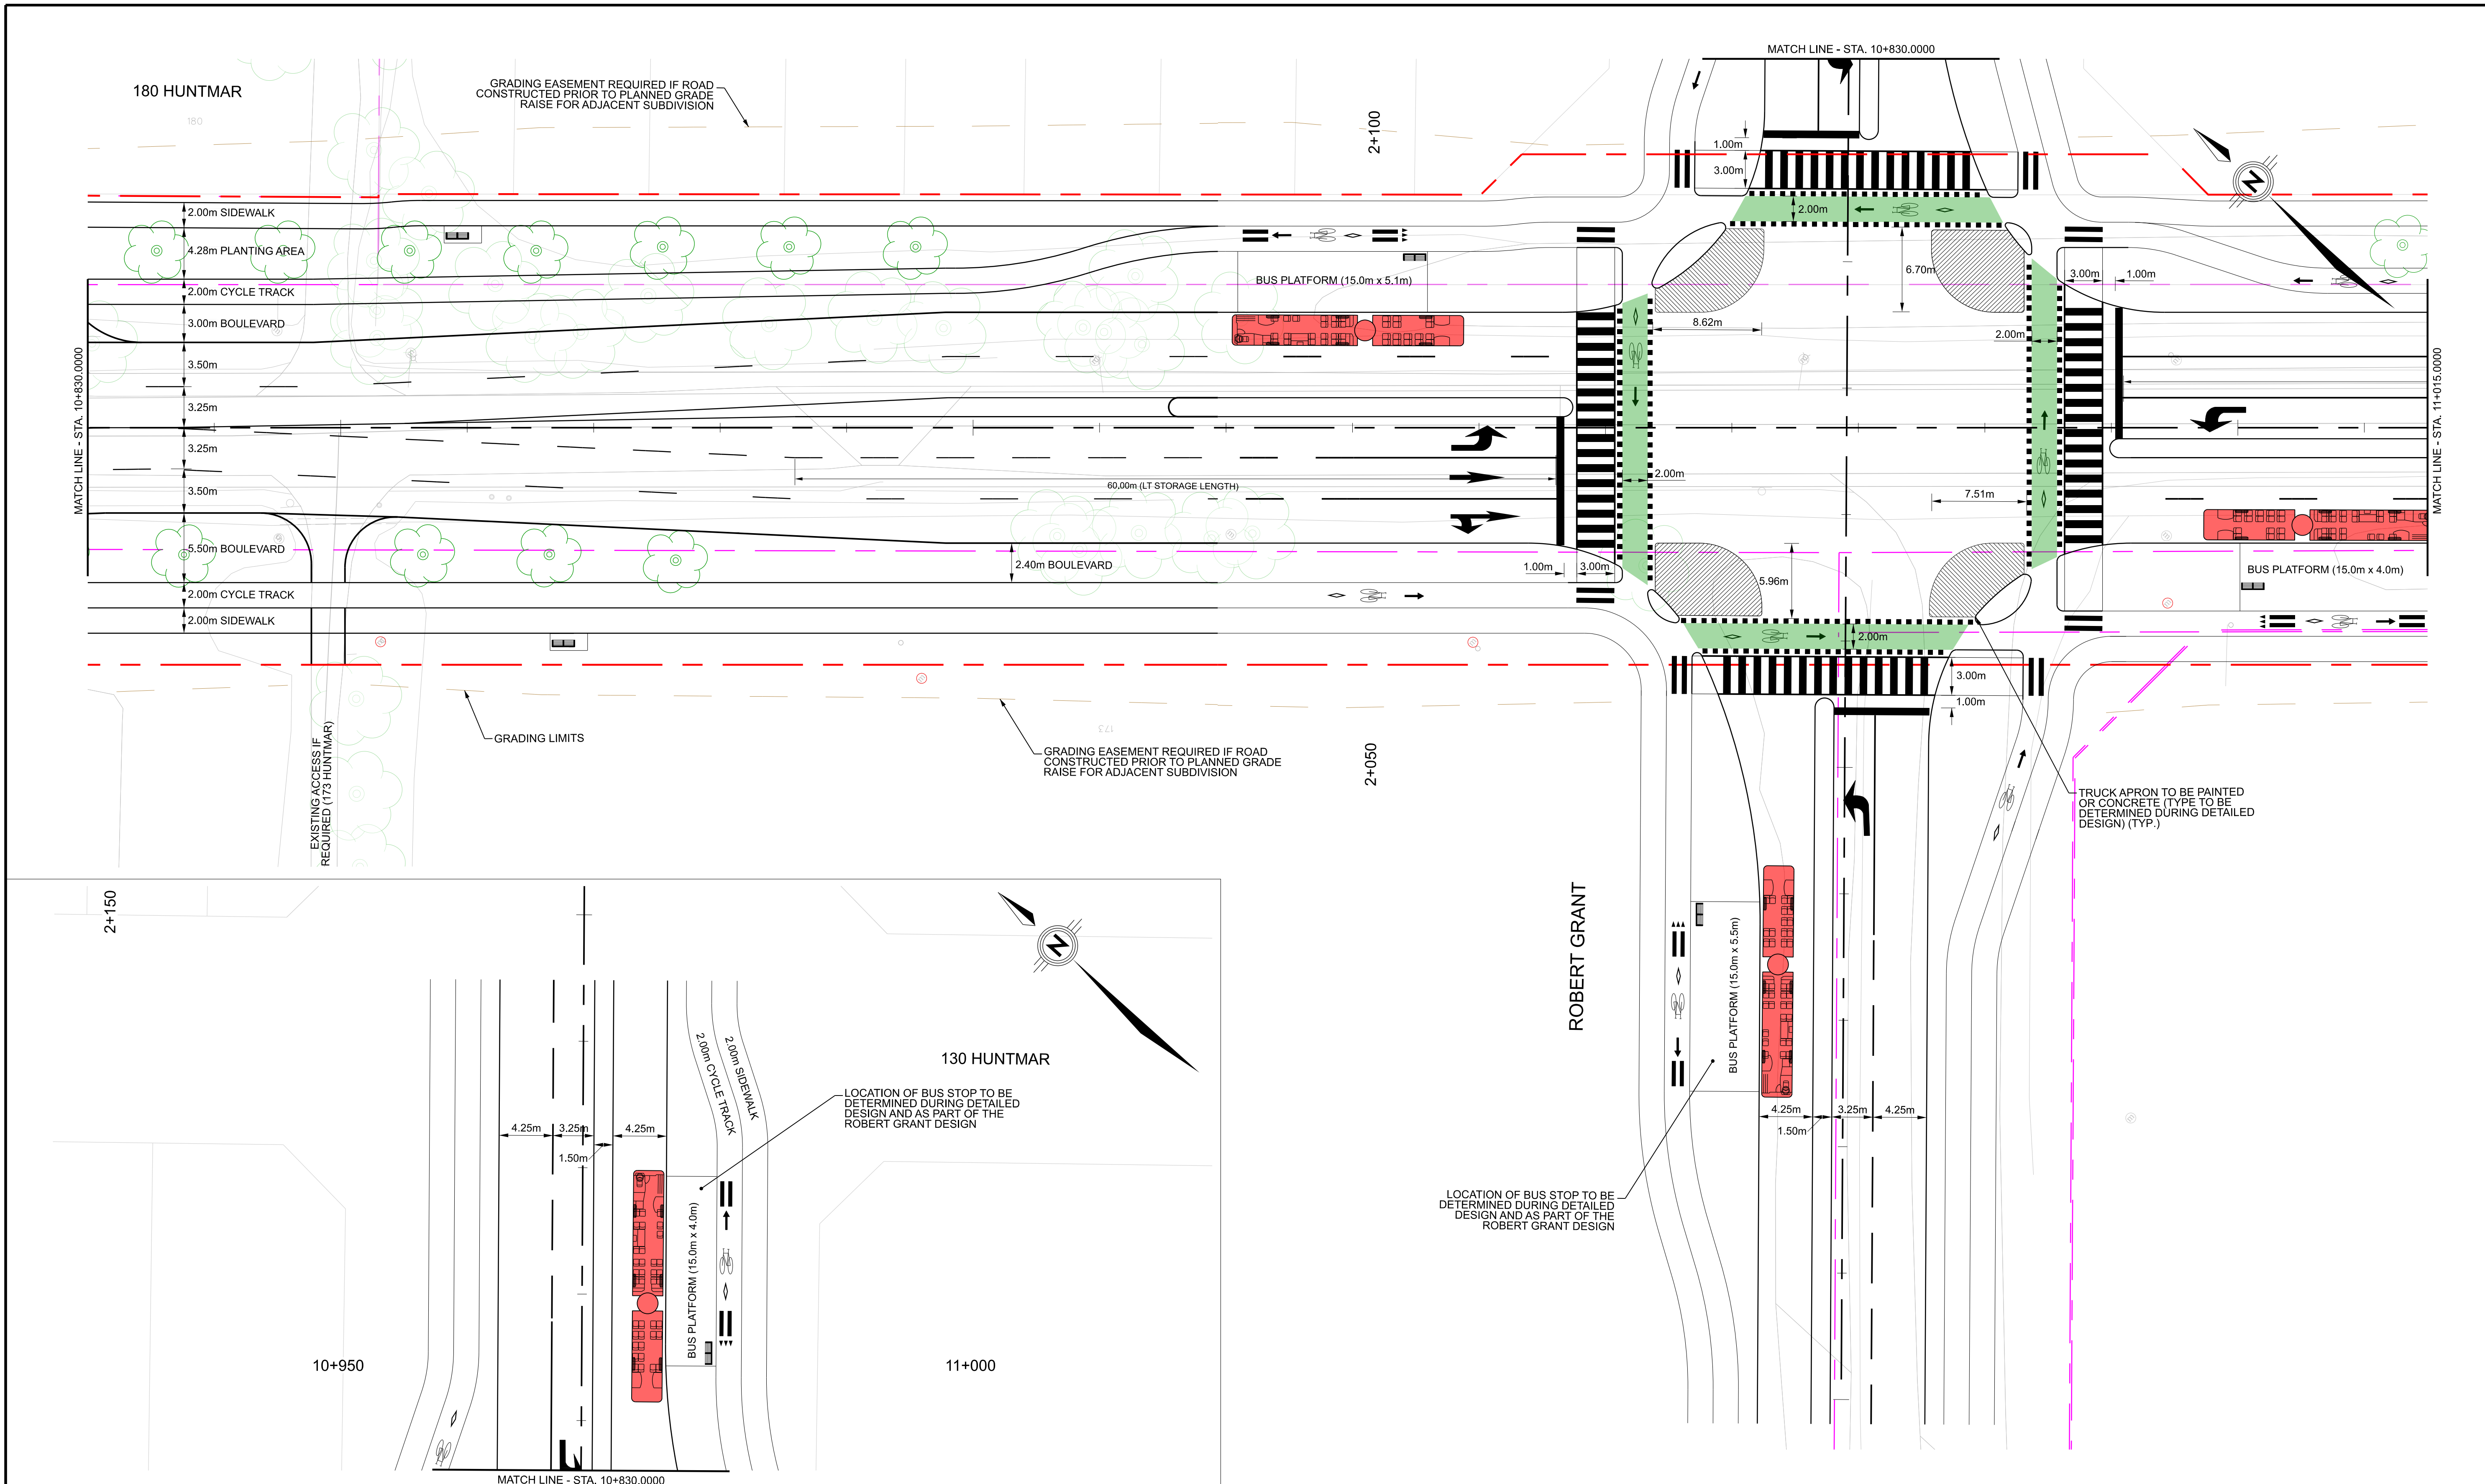 MATCH LINE - STA. 10+830.0000
180 HUNTMAR
180
GRADING EASEMENT REQUIRED IF ROAD
CONSTRUCTED PRIOR TO PLANNED GRADE
RAISE FOR ADJACENT SUBDIVISION
2+100
1.00m
3.00m
2.00m
N
2.00m SIDEWALK
4.28m PLANTING AREA
2.00m CYCLE TRACK
3.00m BOULEVARD
3.50m
3.25m
3.25m
3.50m
5.50m BOULEVARD
2.00m CYCLE TRACK
2.00m SIDEWALK
MATCH LINE - STA. 10+830.0000
BUS PLATFORM (15.0m x 5.1m)
6.70m
8.62m
3.00m
1.00m
2.00m
MATCH LINE - STA. 11+015.0000
60.00m (LT STORAGE LENGTH)
2.00m
7.51m
2.40m BOULEVARD
1.00m
3.00m
5.96m
BUS PLATFORM (15.0m x 4.0m)
2.00m
3.00m
1.00m
GRADING LIMITS
EXISTING ACCESS IF
REQUIRED (173 HUNTMAR)
173
GRADING EASEMENT REQUIRED IF ROAD
CONSTRUCTED PRIOR TO PLANNED GRADE
RAISE FOR ADJACENT SUBDIVISION
2+050
TRUCK APRON TO BE PAINTED
OR CONCRETE (TYPE TO BE
DETERMINED DURING DETAILED
DESIGN) (TYP.)
ROBERT GRANT
BUS PLATFORM (15.0m x 5.5m)
4.25m
3.25m
4.25m
1.50m
LOCATION OF BUS STOP TO BE
DETERMINED DURING DETAILED
DESIGN AND AS PART OF THE
ROBERT GRANT DESIGN
2+150
N
2.00m CYCLE TRACK
2.00m SIDEWALK
130 HUNTMAR
LOCATION OF BUS STOP TO BE
DETERMINED DURING DETAILED
DESIGN AND AS PART OF THE
ROBERT GRANT DESIGN
4.25m
3.25m
4.25m
1.50m
BUS PLATFORM (15.0m x 4.0m)
10+950
11+000
MATCH LINE - STA. 10+830.0000